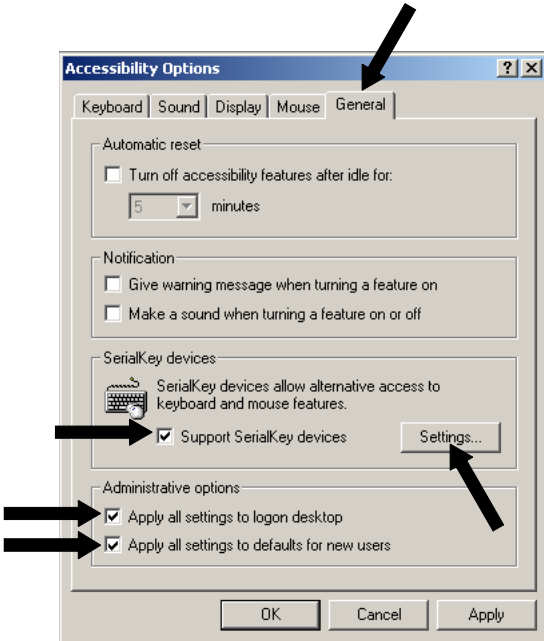 Accessibility Options
Keyboard Sound Display Mouse General
Automatic reset
Turn off accessibility features after idle for:
5 minutes
Notification
Give warning message when turning a feature on
Make a sound when turning a feature on or off
SerialKey devices
SerialKey devices allow alternative access to
keyboard and mouse features.
Support SerialKey devices Settings...
Administrative options
Apply all settings to logon desktop
Apply all settings to defaults for new users
OK Cancel Apply